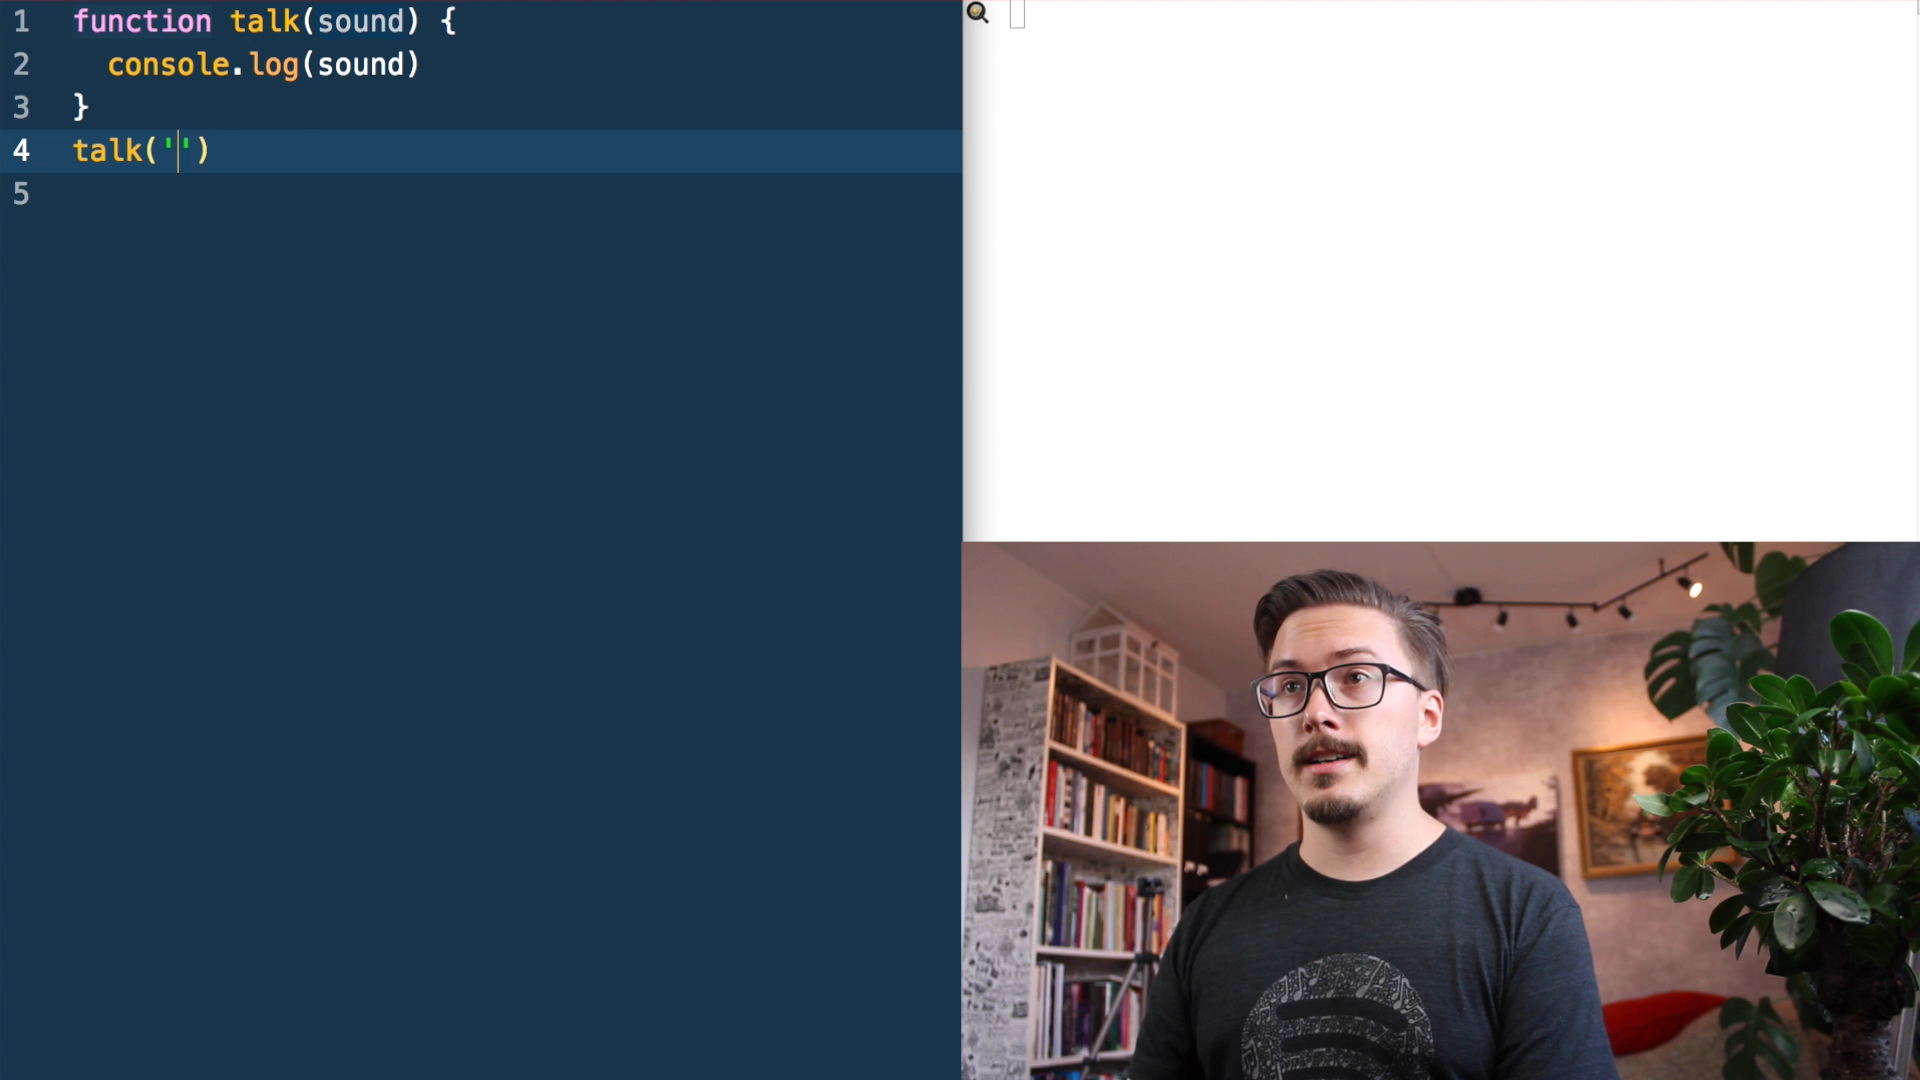 1 function talk(sound) {
2 console.log(sound)
3 }
4 talk('')
5